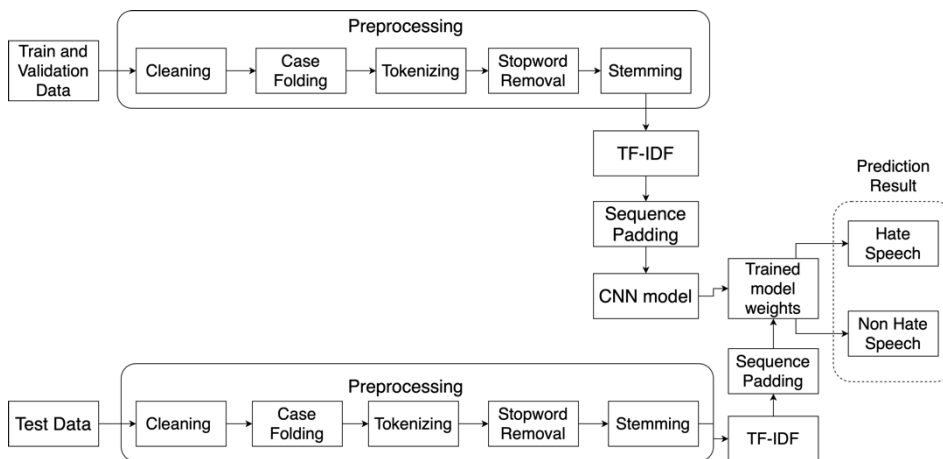 Preprocessing
Train and
Validation
Data
Cleaning
Case
Folding
Tokenizing
Stopword
Removal
Stemming
TF-IDF
Sequence
Padding
CNN model
Trained
model
weights
Prediction
Result
Hate
Speech
Non Hate
Speech
Sequence
Padding
TF-IDF
Preprocessing
Test Data
Cleaning
Case
Folding
Tokenizing
Stopword
Removal
Stemming